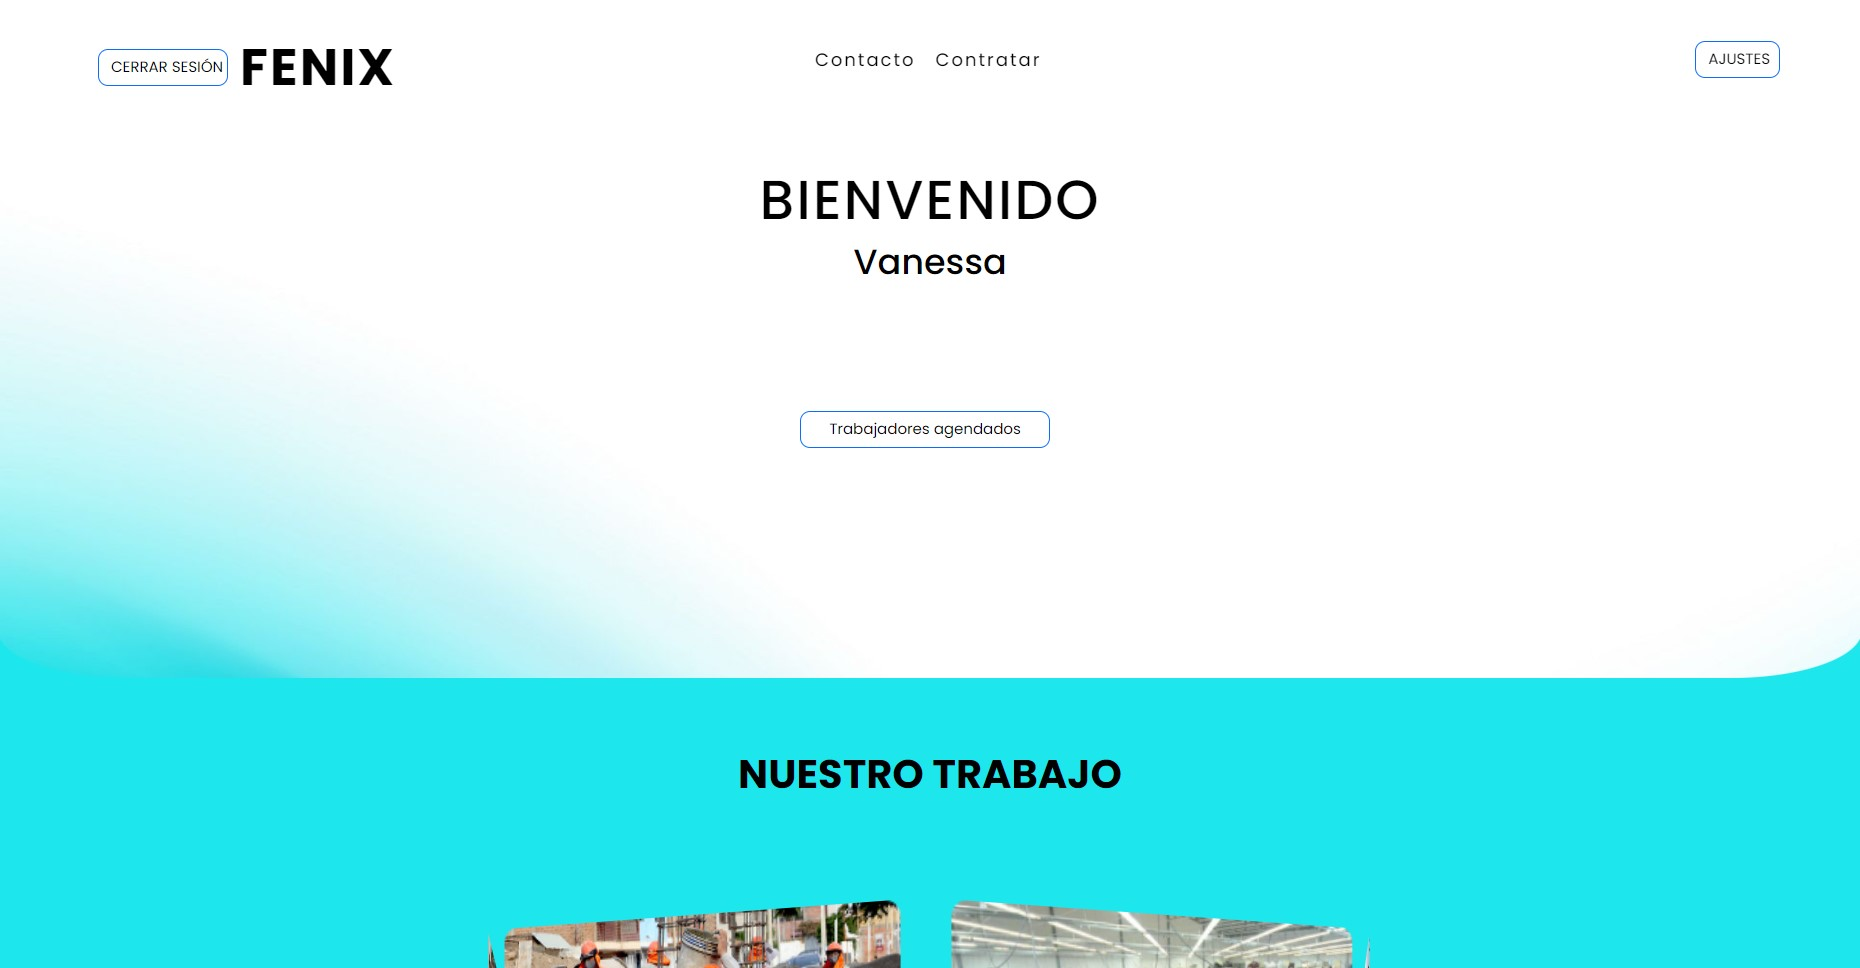 CERRAR SESIÓN FENIX
Contacto Contratar
AJUSTES
BIENVENIDO
Vanessa
Trabajadores agendados
NUESTRO TRABAJO